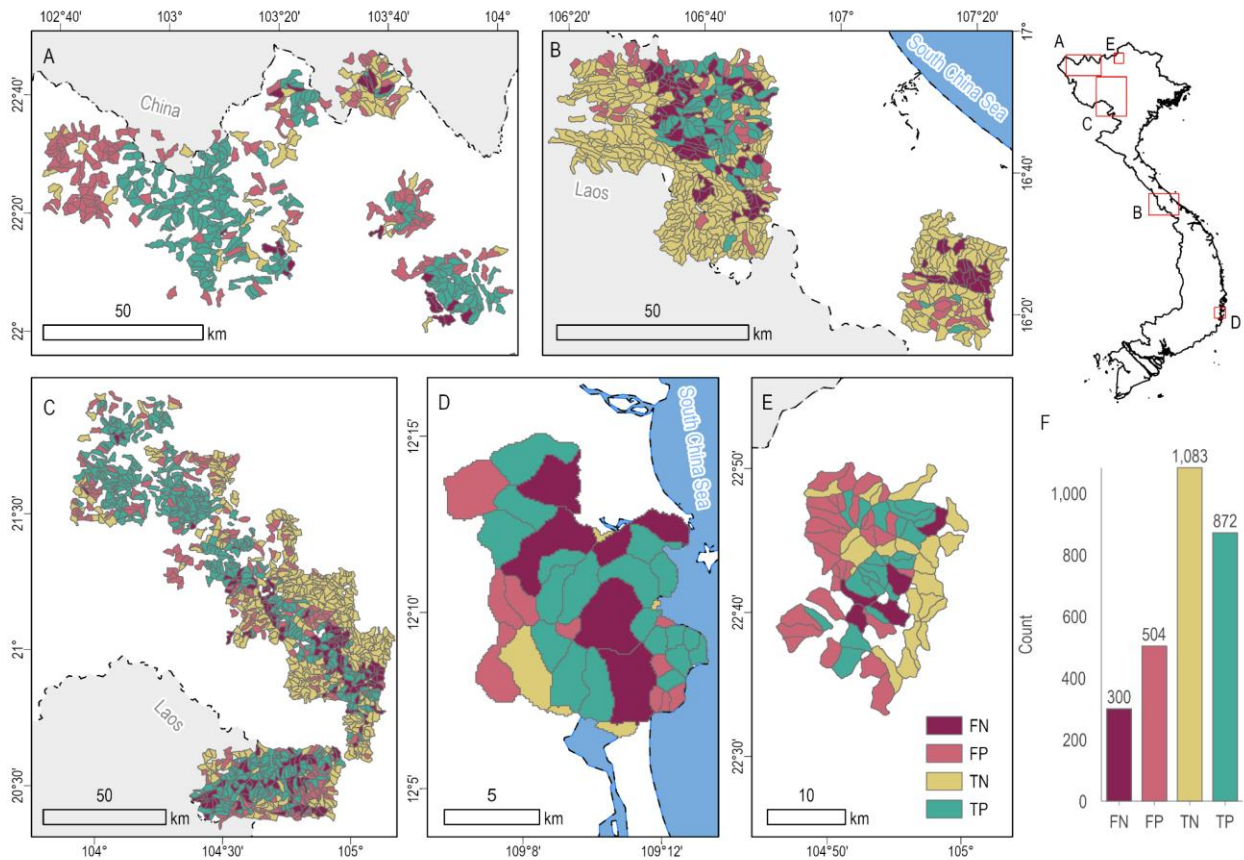 102°40' 103° 103°20' 103°40' 104°
A
22°40'
22°20'
22°
China
50
km
106°20' 106°40' 107° 107°20'
B
17°
16°40'
16°20'
South China Sea
Laos
50
km
A
E
C
B
D
C
21°30'
21°
20°30'
Laos
50
km
104° 104°30' 105°
D
12°15'
12°10'
12°5'
South China Sea
5
km
109°8' 109°12'
E
22°50'
22°40'
22°30'
FN
FP
TN
TP
10
km
104°50' 105°
F
Count
1,000
800
600
400
200
0
300
504
1,083
872
FN FP TN TP